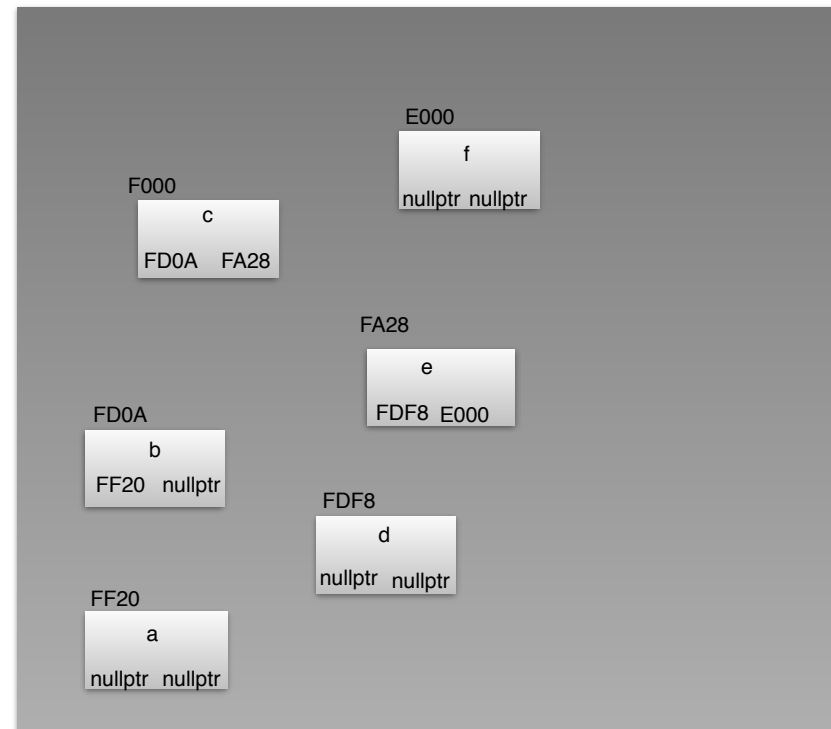 E000
f
nullptr nullptr
F000
c
FD0A FA28
FA28
e
FDF8 E000
FD0A
b
FF20 nullptr
FDF8
d
nullptr nullptr
FF20
a
nullptr nullptr